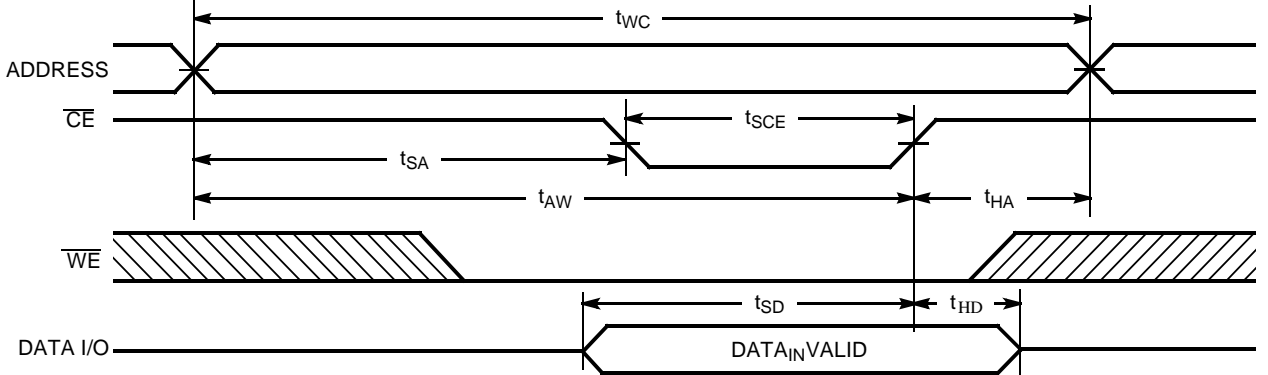 tWC
ADDRESS
CE
tSCE
tSA
tAW
tHA
WE
tSD
tHD
DATA I/O
DATAINVALID